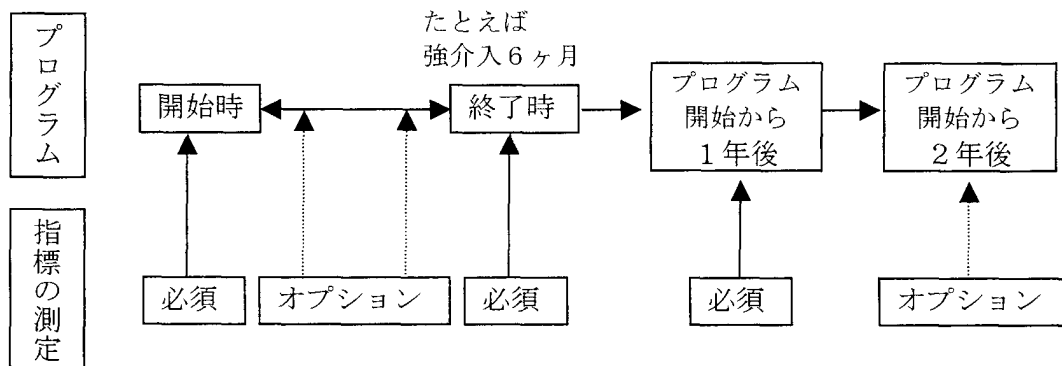 プログラム
たとえば
強介入6ヶ月
開始時
終了時
プログラム
開始から
1年後
プログラム
開始から
2年後
指標の測定
必須
オプション
必須
必須
オプション